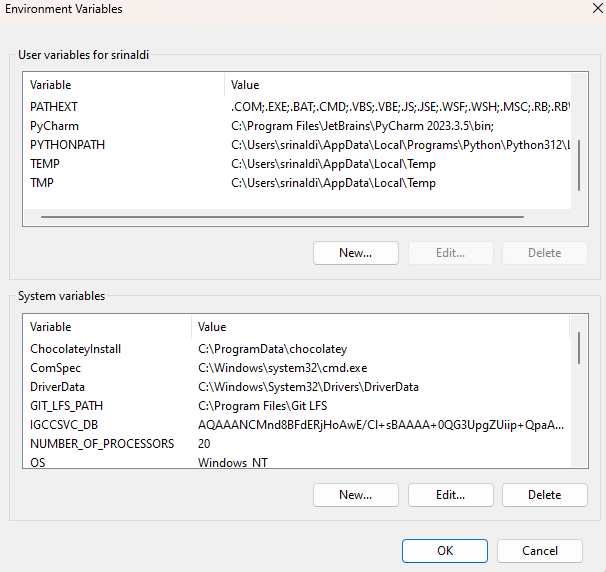 Environment Variables
User variables for srinaldi
Variable Value
PATHEXT .COM;.EXE;.BAT;.CMD;.VBS;.VBE;.JS;.JSE;.WSF;.WSH;.MSC;.RB;.RBW
PyCharm C:\Program Files\JetBrains\PyCharm 2023.3.5\bin;
PYTHONPATH C:\Users\srinaldi\AppData\Local\Programs\Python\Python312\L
TEMP C:\Users\srinaldi\AppData\Local\Temp
TMP C:\Users\srinaldi\AppData\Local\Temp
New... Edit... Delete
System variables
Variable Value
ChocolateyInstall C:\ProgramData\chocolatey
ComSpec C:\Windows\system32\cmd.exe
DriverData C:\Windows\System32\Drivers\DriverData
GIT_LFS_PATH C:\Program Files\Git LFS
IGCCSVC_DB AQAAANCMnd8BFdERjHoAwE/Cl+sBAAAA+0QG3UpgZUiip+QpaA...
NUMBER_OF_PROCESSORS 20
OS Windows_NT
New... Edit... Delete
OK Cancel